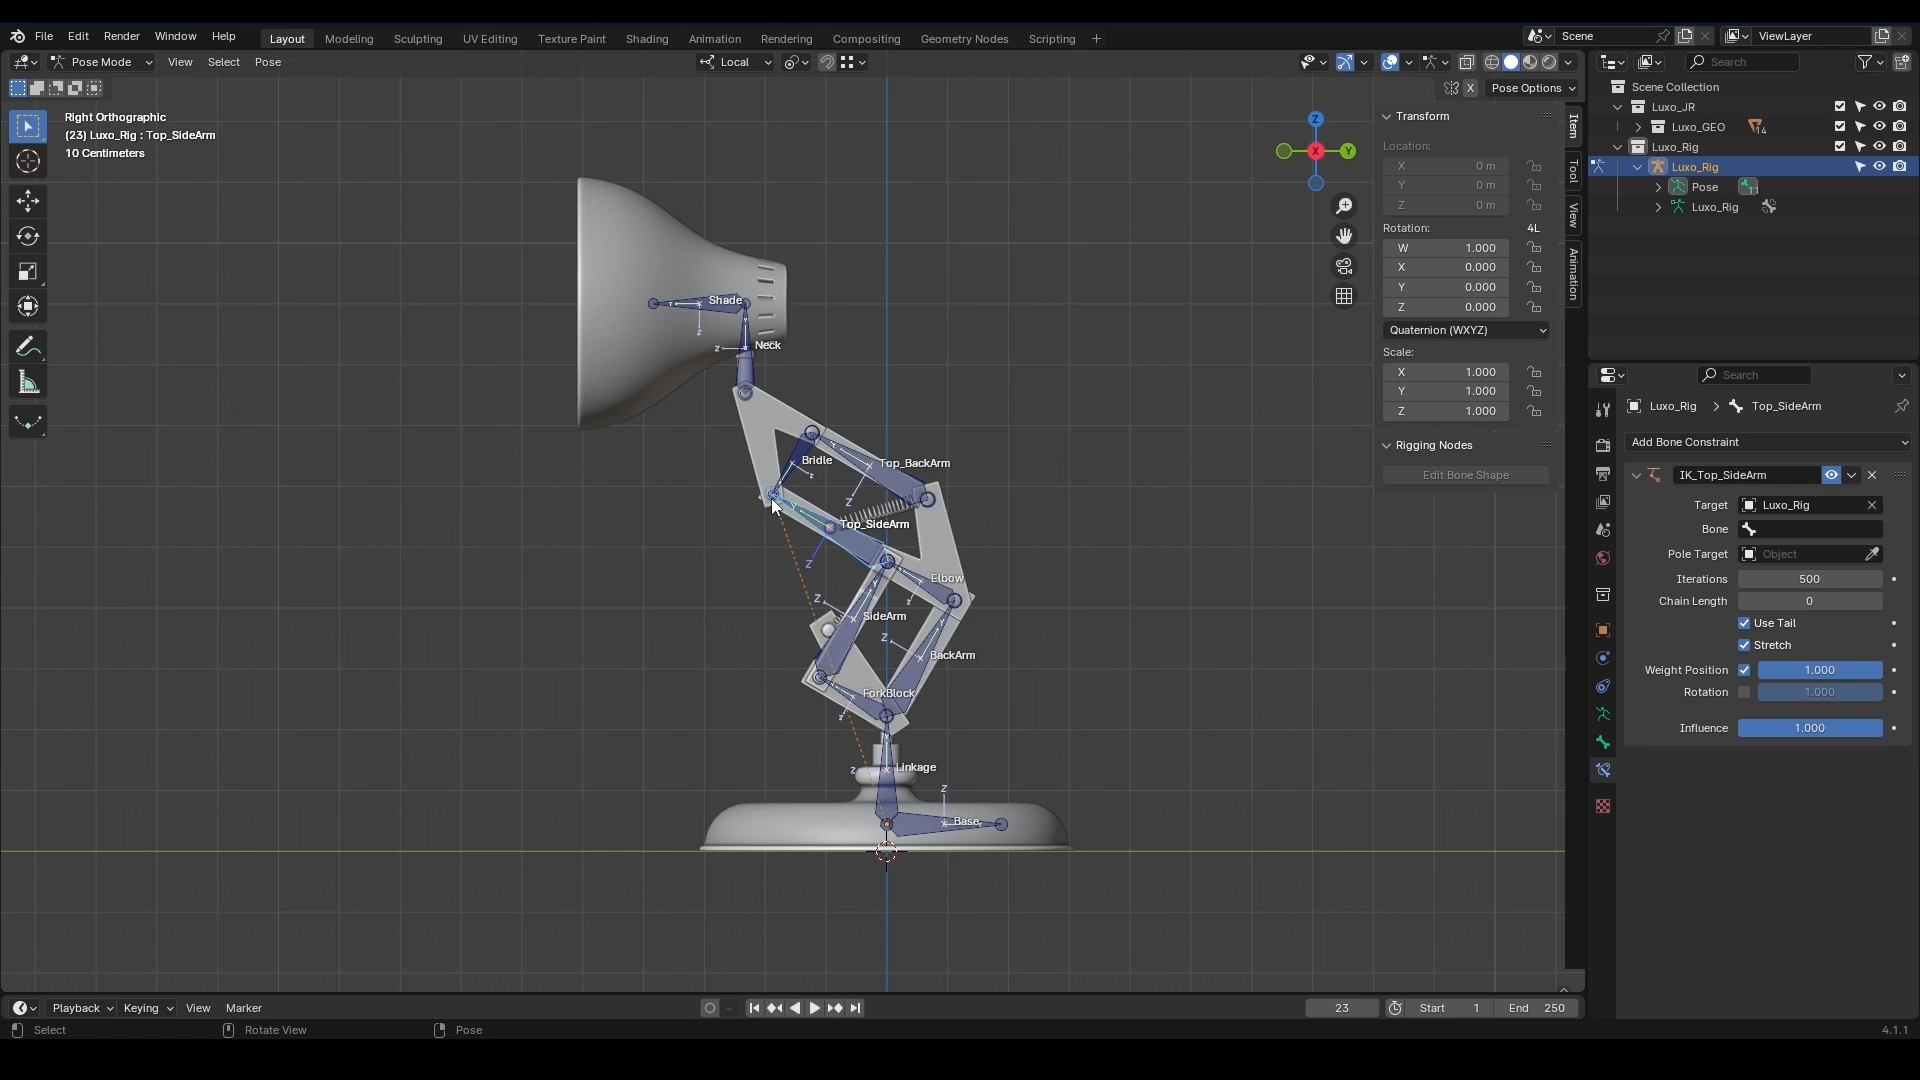 File Edit Render Window Help Layout Modeling Sculpting UV Editing Texture Paint Shading Animation Rendering Compositing Geometry Nodes Scripting + Scene ViewLayer
Pose Mode View Select Pose Local Search
X Pose Options
Right Orthographic
(23) Luxo_Rig : Top_SideArm
10 Centimeters
Z
X
Y
Shade
Neck
Bridle
Top_BackArm
Top_SideArm
Elbow
SideArm
BackArm
ForkBlock
Linkage
Base
Transform
Location:
X 0 m
Y 0 m
Z 0 m
Rotation: 4L
W 1.000
X 0.000
Y 0.000
Z 0.000
Quaternion (WXYZ)
Scale:
X 1.000
Y 1.000
Z 1.000
Rigging Nodes
Edit Bone Shape
Item
Tool
View
Animation
Scene Collection
Luxo_JR
Luxo_GEO 14
Luxo_Rig
Luxo_Rig
Pose 11
Luxo_Rig
Search
Luxo_Rig > Top_SideArm
Add Bone Constraint
IK_Top_SideArm
Target Luxo_Rig
Bone
Pole Target Object
Iterations 500
Chain Length 0
Use Tail
Stretch
Weight Position 1.000
Rotation 1.000
Influence 1.000
Playback Keying View Marker 23 Start 1 End 250
Select Rotate View Pose 4.1.1